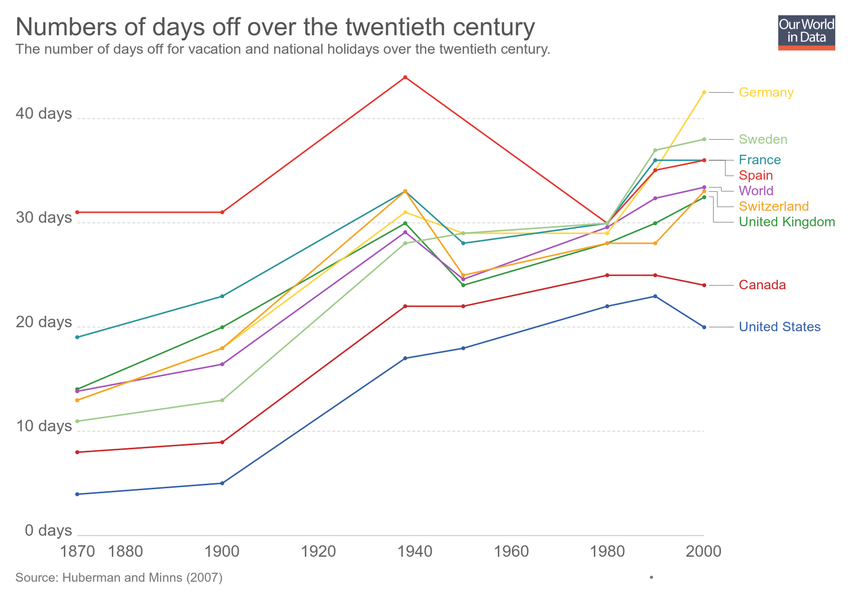 Numbers of days off over the twentieth century
The number of days off for vacation and national holidays over the twentieth century.
Our World
in Data
40 days
30 days
20 days
10 days
0 days
Germany
Sweden
France
Spain
World
Switzerland
United Kingdom
Canada
United States
1870 1880 1900 1920 1940 1960 1980 2000
Source: Huberman and Minns (2007)